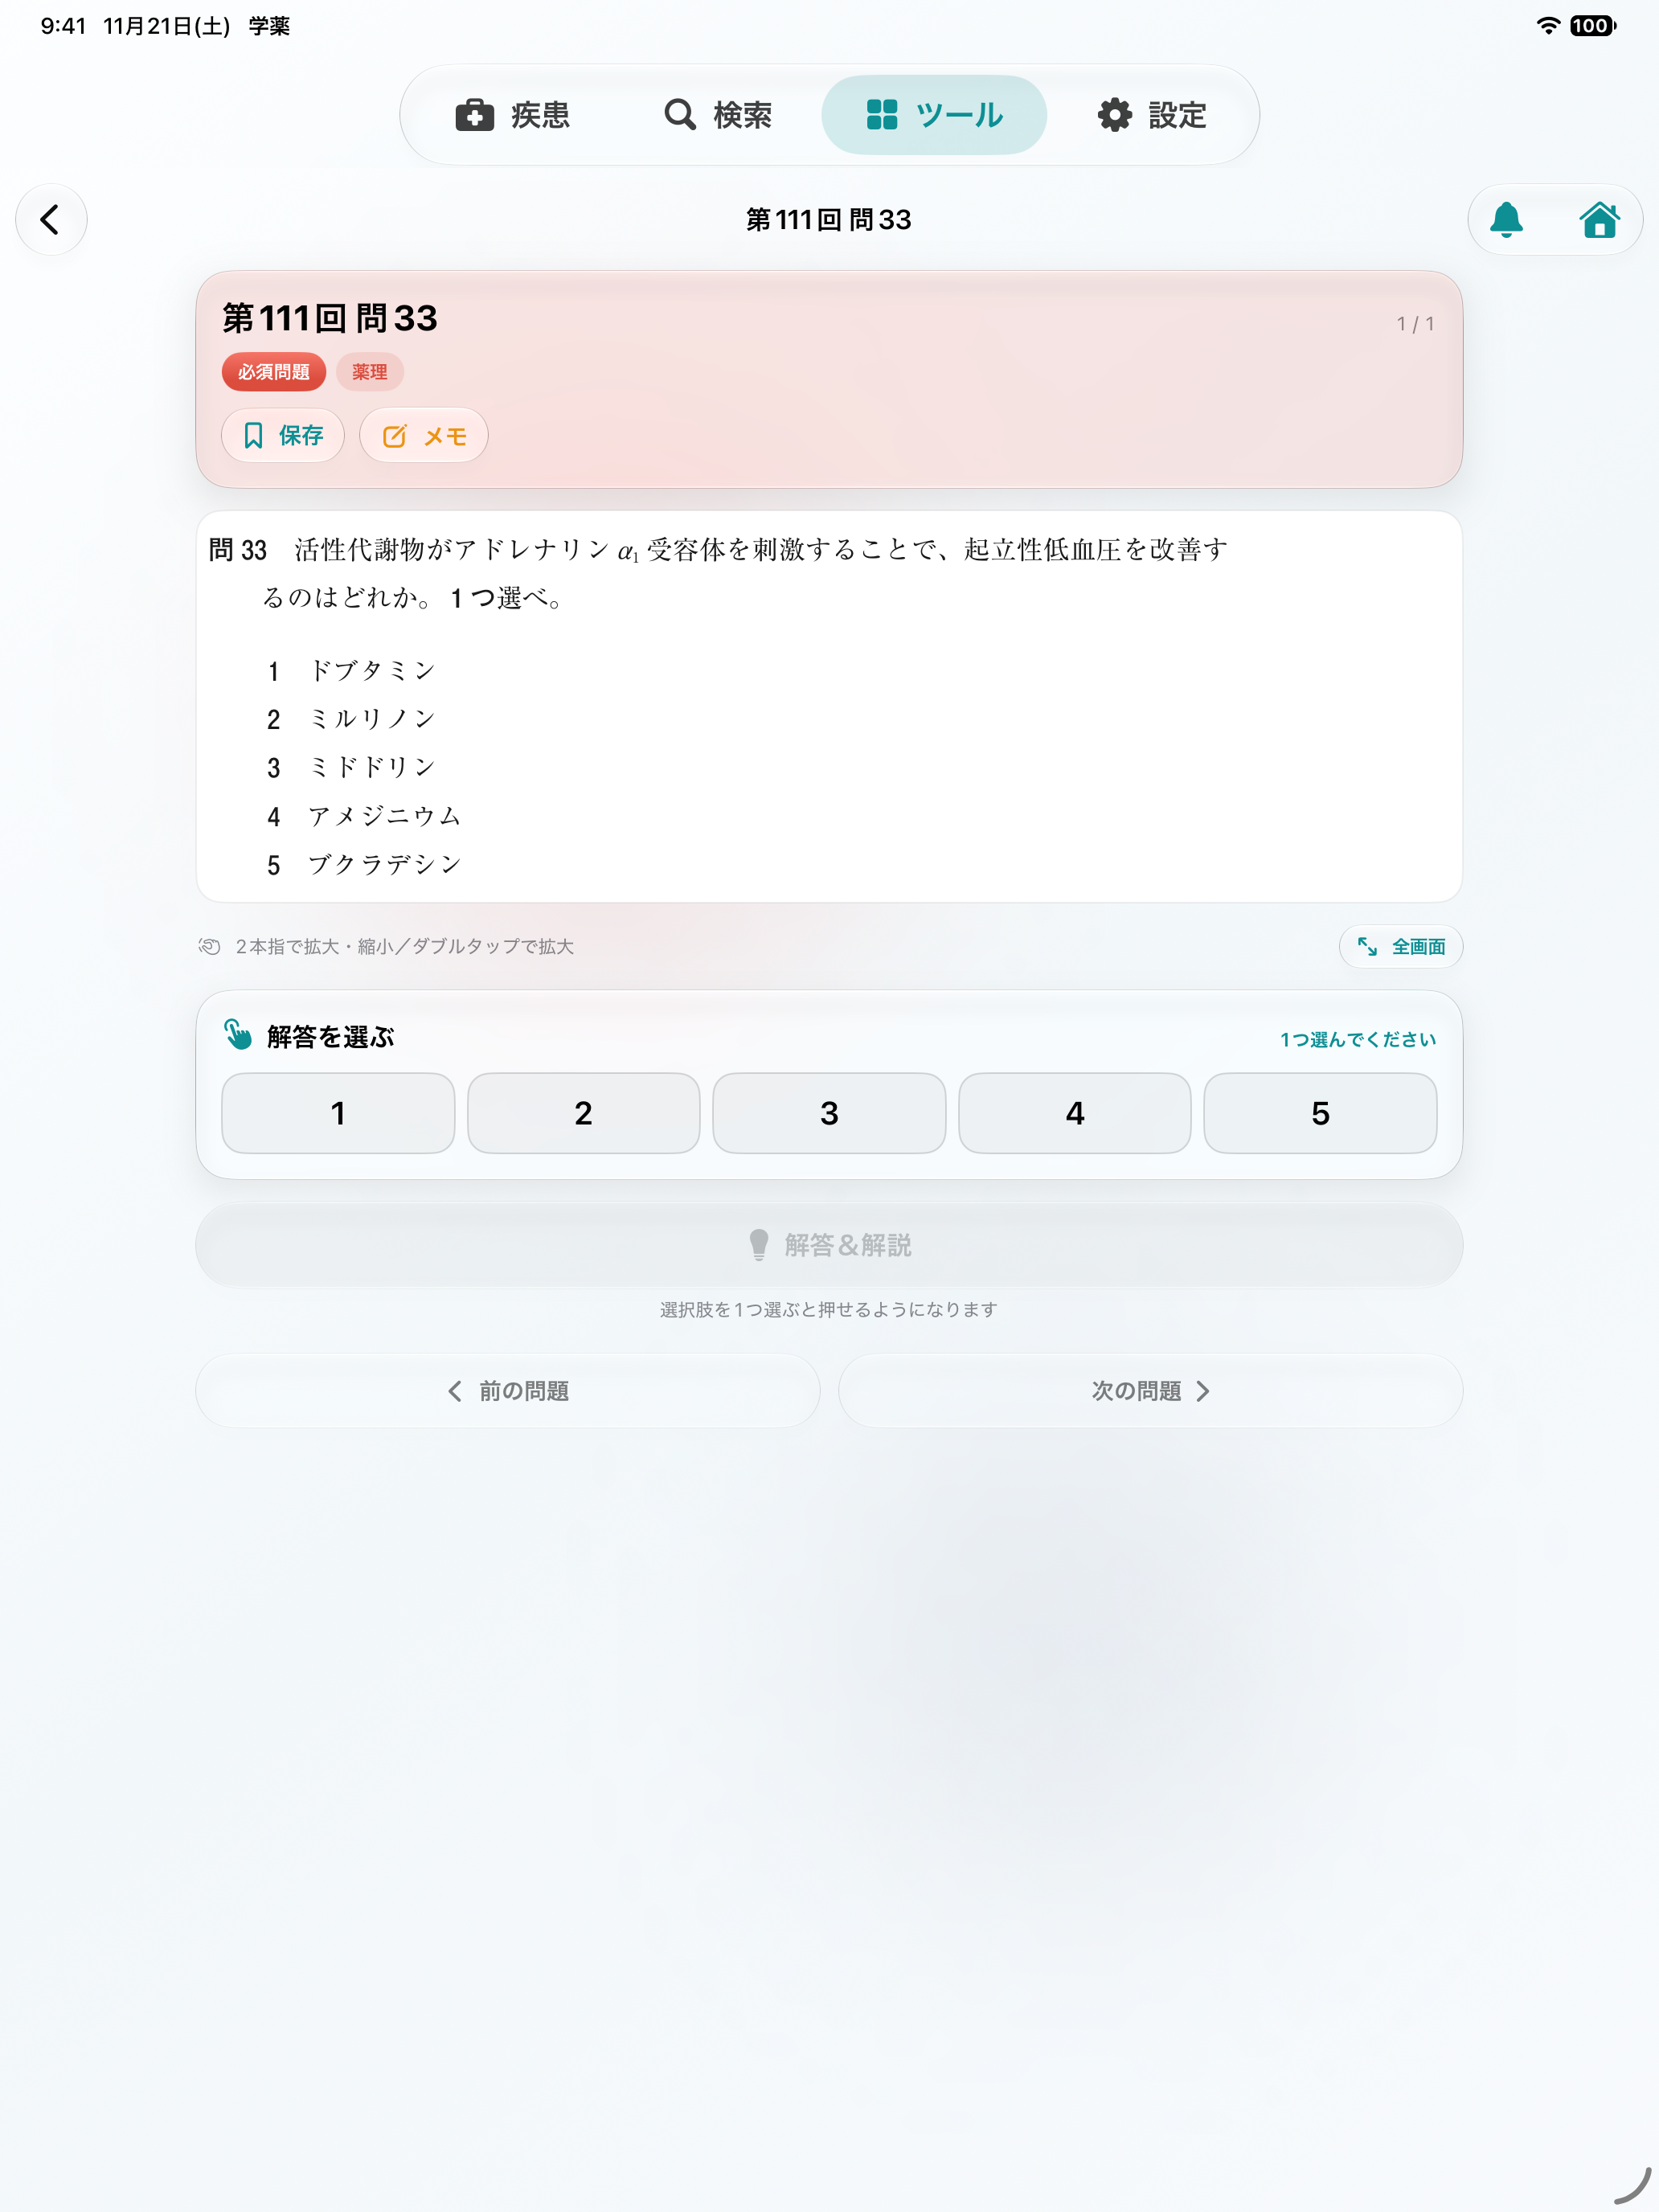 9:41 11月21日(土) 学薬
100
疾患 検索 ツール 設定
第111回 問33
第111回 問33
1 / 1
必須問題 薬理
保存 メモ
問 33 活性代謝物がアドレナリン α₁ 受容体を刺激することで、起立性低血圧を改善す
るのはどれか。1 つ選べ。
1 ドブタミン
2 ミルリノン
3 ミドドリン
4 アメジニウム
5 ブクラデシン
2本指で拡大・縮小／ダブルタップで拡大
全画面
解答を選ぶ
1つ選んでください
1 2 3 4 5
解答＆解説
選択肢を1つ選ぶと押せるようになります
前の問題 次の問題